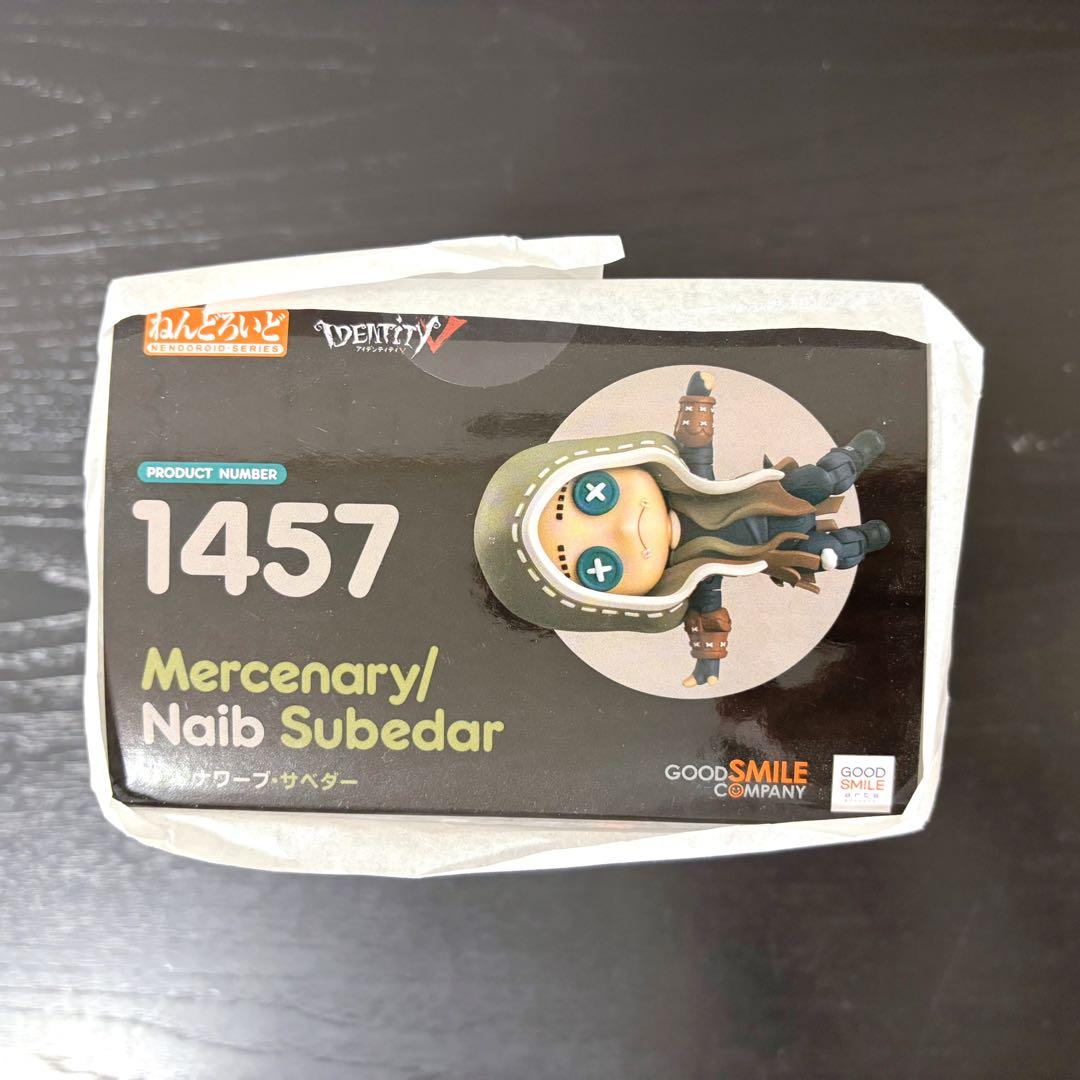 ねんどろいど
NENDOROID·SERIES
IDENTITY V
アイデンティティV
PRODUCT NUMBER
1457
Mercenary/
Naib Subedar
ナワーブ・サベダー
GOOD SMILE
COMPANY
GOOD
SMILE
arts